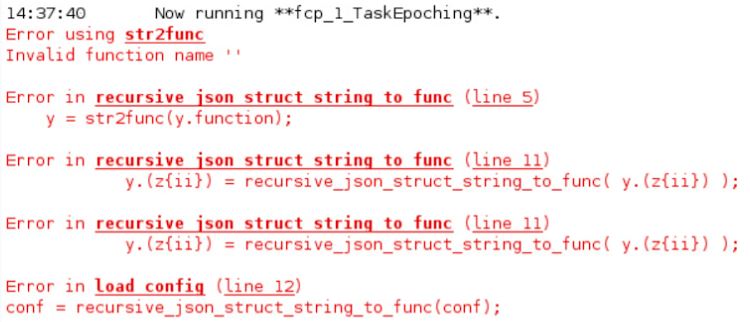 14:37:40 Now running **fcp_1_TaskEpoching**.
Error using str2func
Invalid function name ''
Error in recursive json struct string to func (line 5)
y = str2func(y.function);
Error in recursive json struct string to func (line 11)
y.(z{ii}) = recursive_json_struct_string_to_func( y.(z{ii}) );
Error in recursive json struct string to func (line 11)
y.(z{ii}) = recursive_json_struct_string_to_func( y.(z{ii}) );
Error in load config (line 12)
conf = recursive_json_struct_string_to_func(conf);